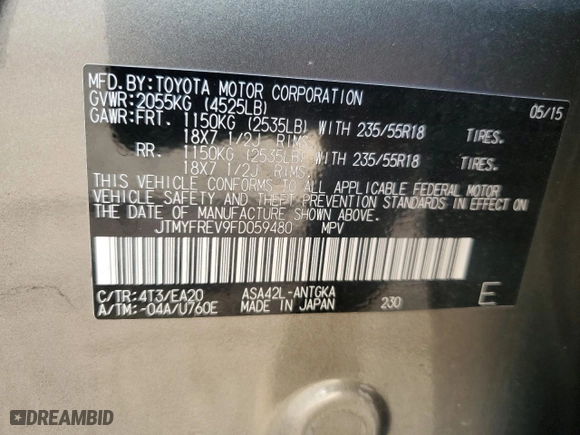 MFD.BY:TOYOTA MOTOR CORPORATION 05/15
GVWR:2055KG (4525LB)
GAWR:FRT. 1150KG (2535LB) WITH 235/55R18 TIRES.
18X7 1/2J RIMS
RR. 1150KG (2535LB) WITH 235/55R18 TIRES.
18X7 1/2J RIMS
THIS VEHICLE CONFORMS TO ALL APPLICABLE FEDERAL MOTOR
VEHICLE SAFETY AND THEFT PREVENTION STANDARDS IN EFFECT ON
THE DATE OF MANUFACTURE SHOWN ABOVE.
JTMYFREV9FD059480 MPV
C/TR:4T3/EA20 ASA42L-ANTGKA
A/TM:-04A/U760E MADE IN JAPAN 230 E
DREAMBID